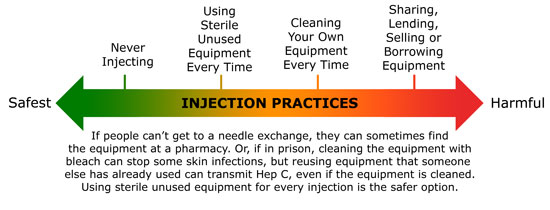 Never
Injecting
Using
Sterile
Unused
Equipment
Every Time
Cleaning
Your Own
Equipment
Every Time
Sharing,
Lending,
Selling or
Borrowing
Equipment
Safest
INJECTION PRACTICES
Harmful
If people can’t get to a needle exchange, they can sometimes find
the equipment at a pharmacy. Or, if in prison, cleaning the equipment with
bleach can stop some skin infections, but reusing equipment that someone
else has already used can transmit Hep C, even if the equipment is cleaned.
Using sterile unused equipment for every injection is the safer option.